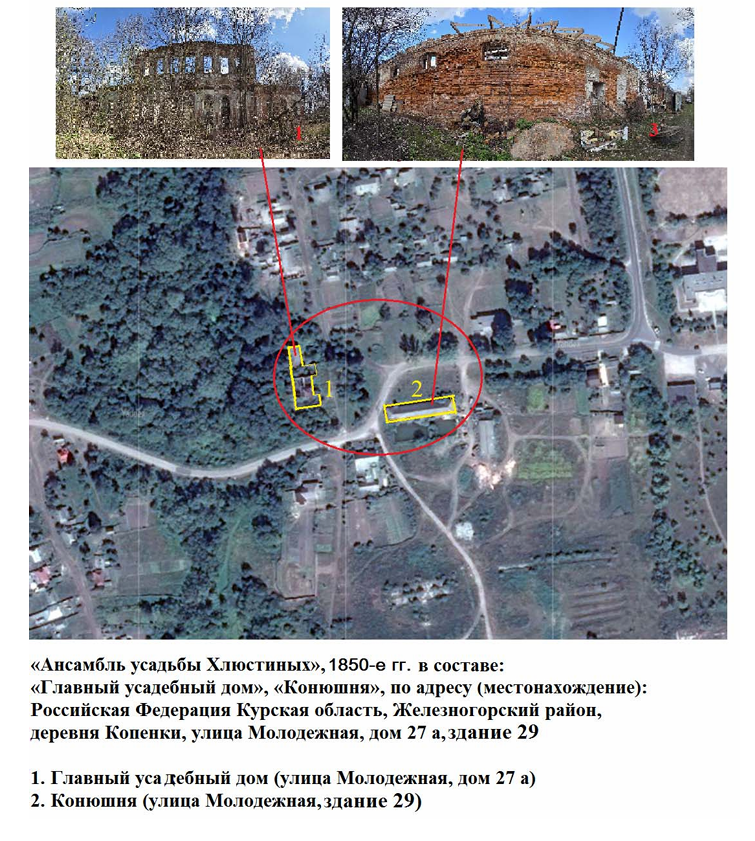 1
2
«Ансамбль усадьбы Хлюстиных», 1850-е гг. в составе:
«Главный усадебный дом», «Конюшня», по адресу (местонахождение):
Российская Федерация Курская область, Железногорский район,
деревня Копенки, улица Молодежная, дом 27 а, здание 29
1. Главный усадебный дом (улица Молодежная, дом 27 а)
2. Конюшня (улица Молодежная, здание 29)